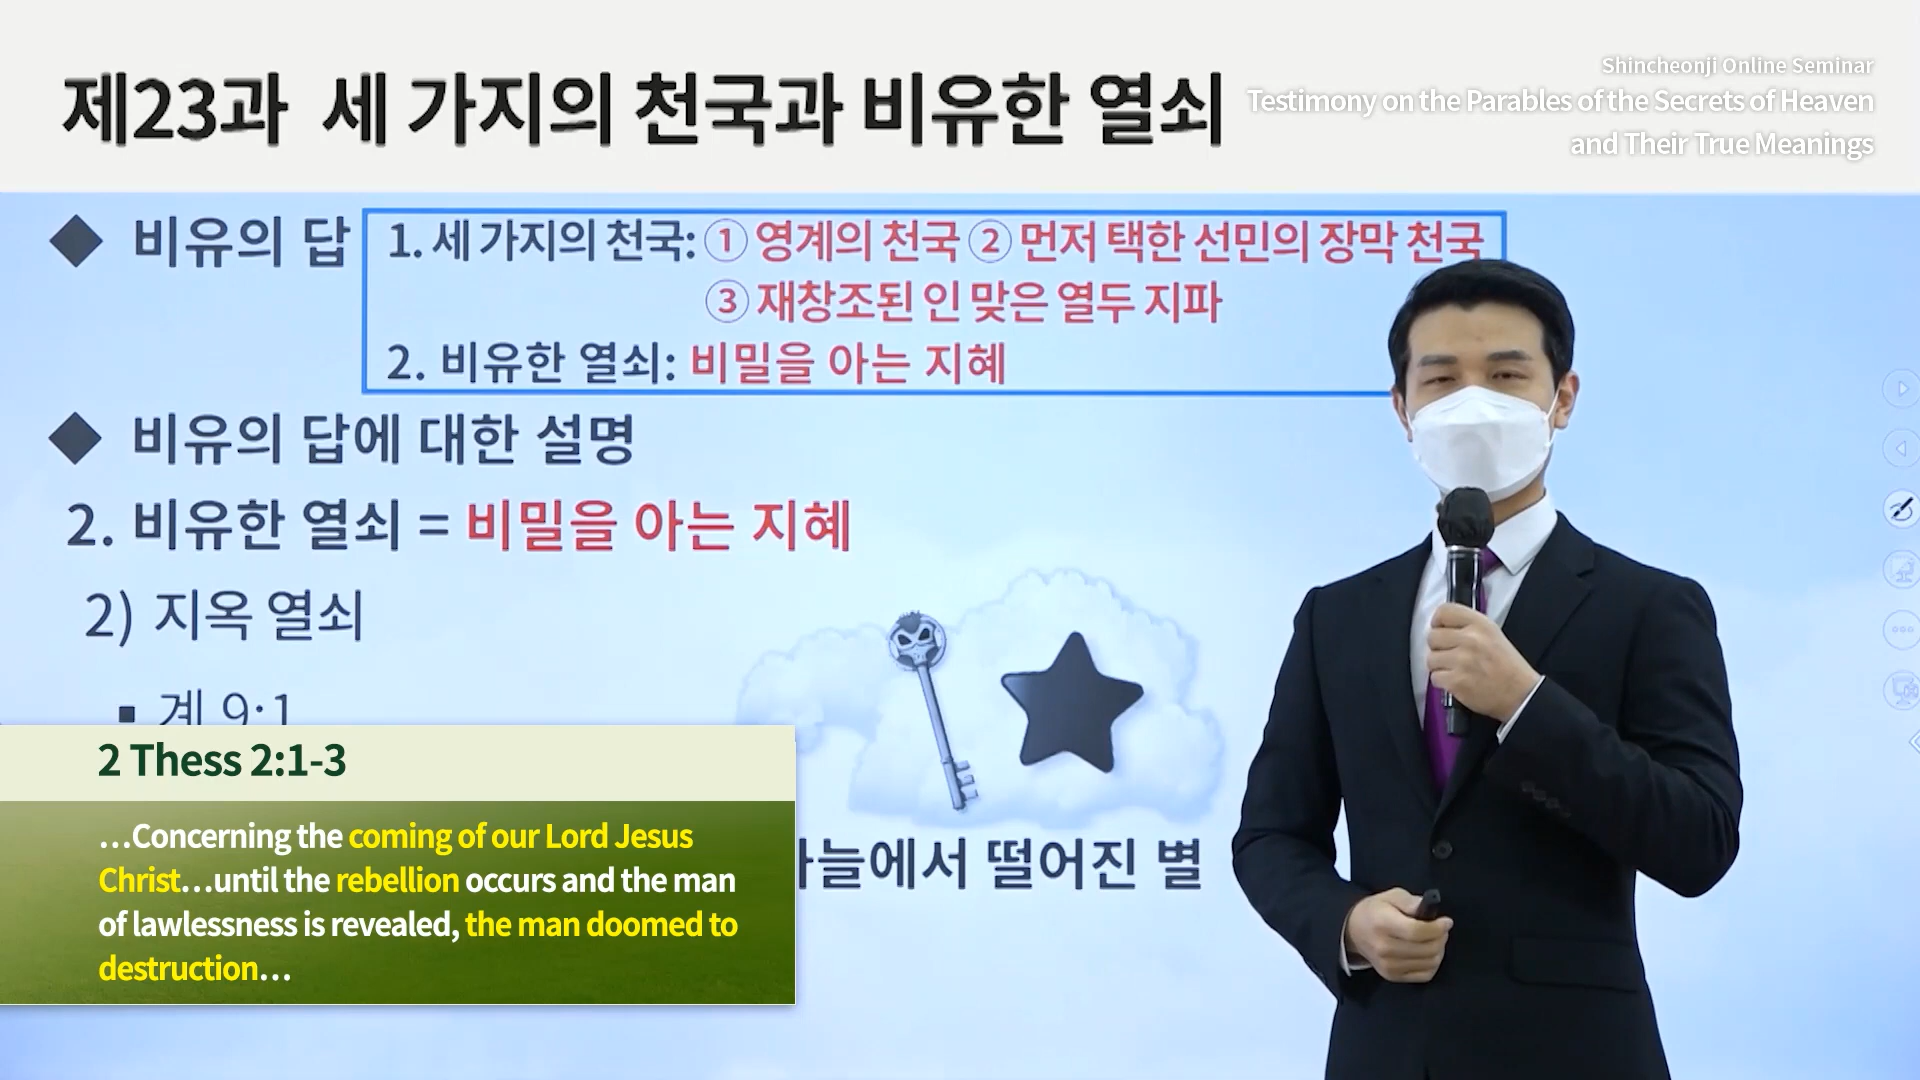 제23과 세 가지의 천국과 비유한 열쇠
Shincheonji Online Seminar
Testimony on the Parables of the Secrets of Heaven
and Their True Meanings
◆ 비유의 답
1. 세 가지의 천국: ① 영계의 천국 ② 먼저 택한 선민의 장막 천국
③ 재창조된 인 맞은 열두 지파
2. 비유한 열쇠: 비밀을 아는 지혜
◆ 비유의 답에 대한 설명
2. 비유한 열쇠 = 비밀을 아는 지혜
2) 지옥 열쇠
▪ 계 9:1
하늘에서 떨어진 별
2 Thess 2:1-3
…Concerning the coming of our Lord Jesus
Christ…until the rebellion occurs and the man
of lawlessness is revealed, the man doomed to
destruction…